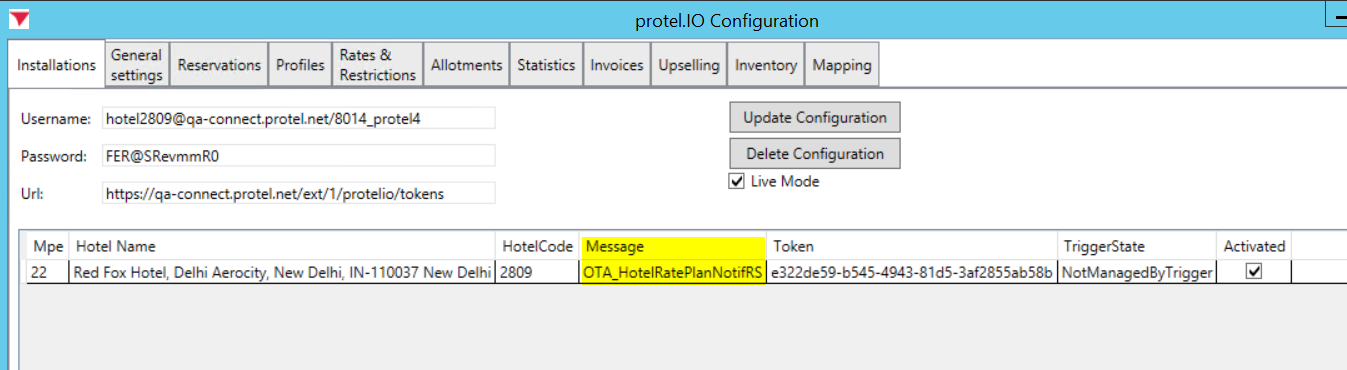 protel.IO Configuration
Installations
General
settings
Reservations
Profiles
Rates &
Restrictions
Allotments
Statistics
Invoices
Upselling
Inventory
Mapping
Username: hotel2809@qa-connect.protel.net/8014_protel4
Update Configuration
Password: FER@SRevmmR0
Delete Configuration
Live Mode
Url: https://qa-connect.protel.net/ext/1/protelio/tokens
Mpe Hotel Name HotelCode Message Token TriggerState Activated
22 Red Fox Hotel, Delhi Aerocity, New Delhi, IN-110037 New Delhi 2809 OTA_HotelRatePlanNotifRS e322de59-b545-4943-81d5-3af2855ab58b NotManagedByTrigger